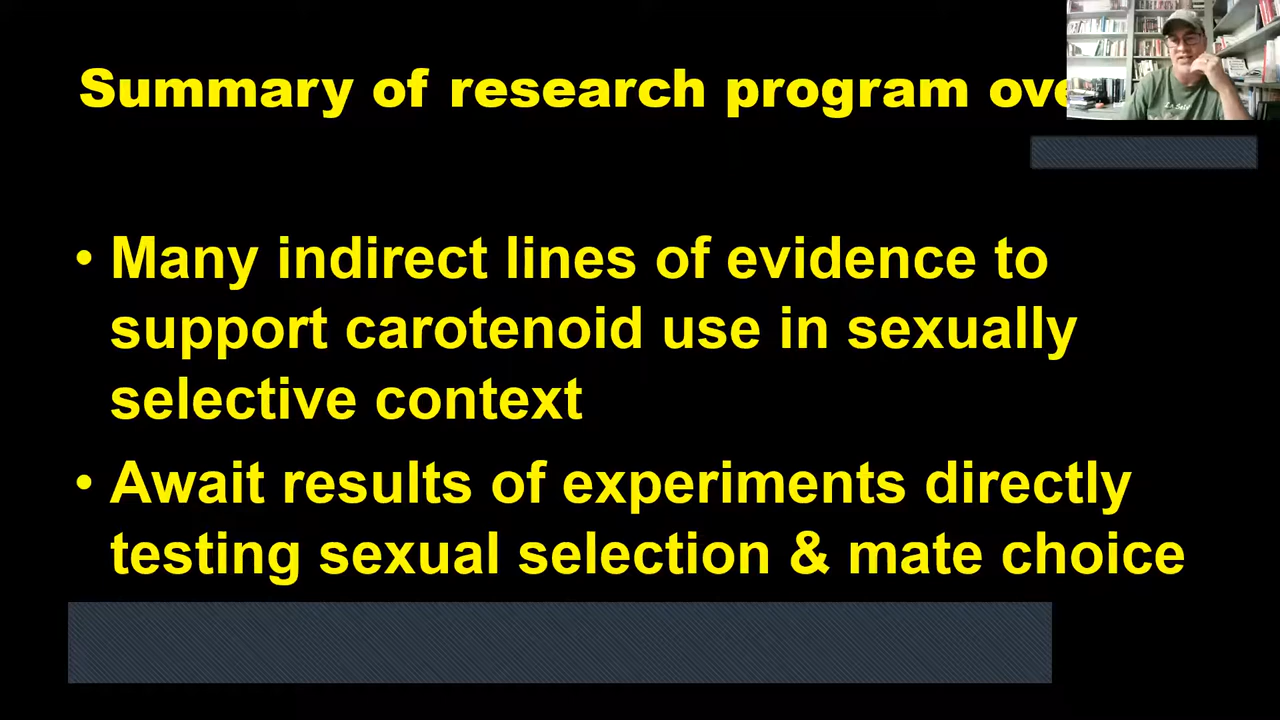 Summary of research program
• Many indirect lines of evidence to
support carotenoid use in sexually
selective context
• Await results of experiments directly
testing sexual selection & mate choice